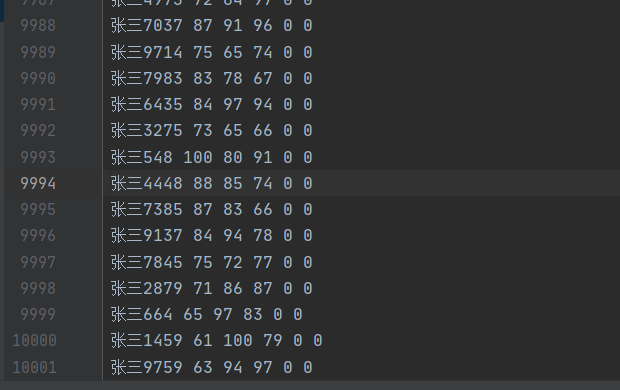 9988 张三7037 87 91 96 0 0
9989 张三9714 75 65 74 0 0
9990 张三7983 83 78 67 0 0
9991 张三6435 84 97 94 0 0
9992 张三3275 73 65 66 0 0
9993 张三548 100 80 91 0 0
9994 张三4448 88 85 74 0 0
9995 张三7385 87 83 66 0 0
9996 张三9137 84 94 78 0 0
9997 张三7845 75 72 77 0 0
9998 张三2879 71 86 87 0 0
9999 张三664 65 97 83 0 0
10000 张三1459 61 100 79 0 0
10001 张三9759 63 94 97 0 0